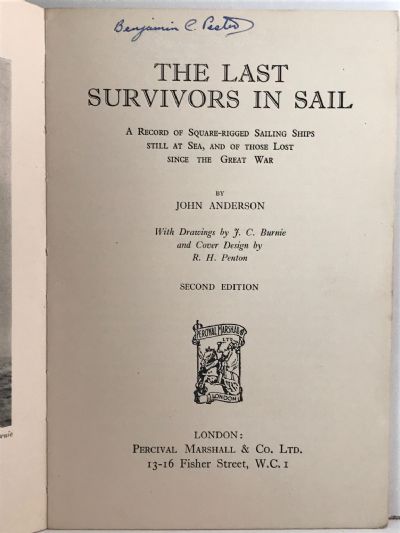 Benjamin C.
THE LAST
SURVIVORS IN SAIL
A Record of Square-rigged Sailing Ships
still at Sea, and of those Lost
since the Great War
BY
JOHN ANDERSON
With Drawings by J. C. Burnie
and Cover Design by
R. H. Penton
SECOND EDITION
PERCIVAL MARSHALL
LTD.
LONDON
LONDON:
Percival Marshall & Co. Ltd.
13-16 Fisher Street, W.C.1